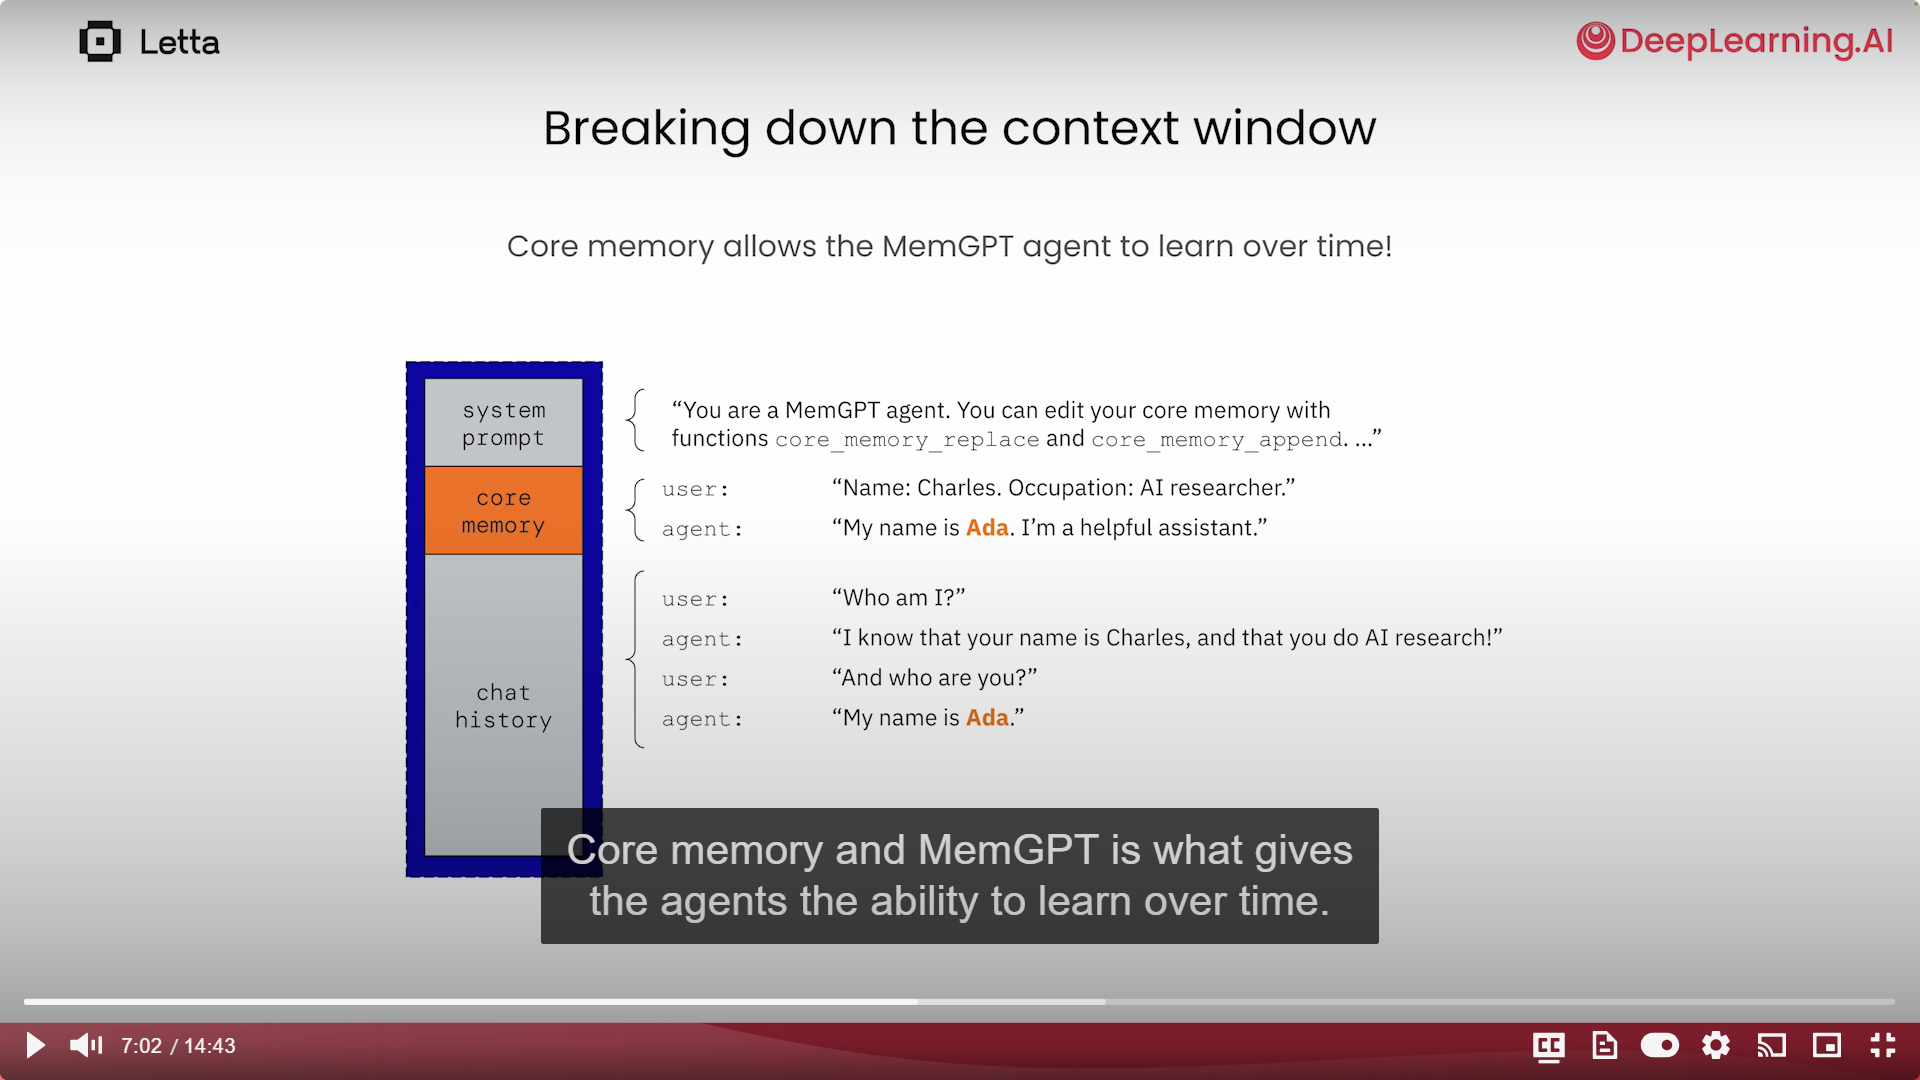 Letta
DeepLearning.AI
Breaking down the context window
Core memory allows the MemGPT agent to learn over time!
system
prompt
“You are a MemGPT agent. You can edit your core memory with
functions core_memory_replace and core_memory_append. ...”
core
memory
user: “Name: Charles. Occupation: AI researcher.”
agent: “My name is Ada. I’m a helpful assistant.”
chat
history
user: “Who am I?”
agent: “I know that your name is Charles, and that you do AI research!”
user: “And who are you?”
agent: “My name is Ada.”
Core memory and MemGPT is what gives
the agents the ability to learn over time.
7:02 / 14:43
CC